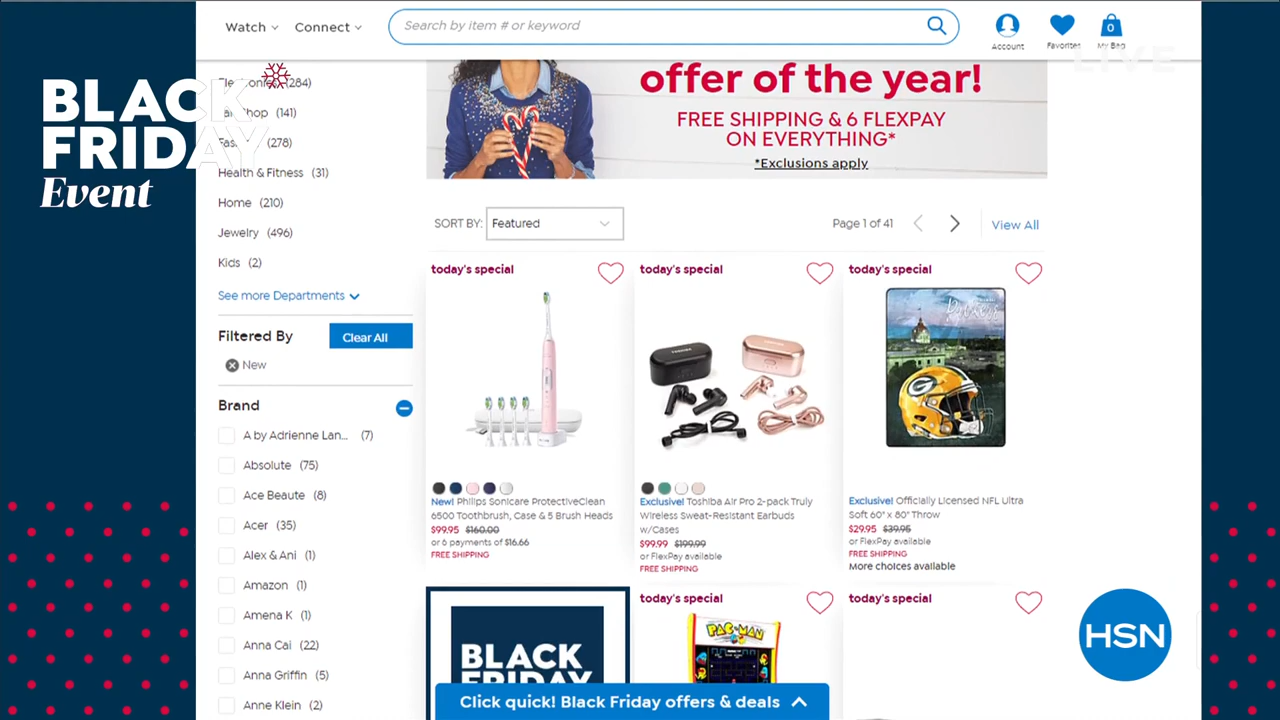 Watch
Connect
Search by item # or keyword
Account
Favorites
0
My Bag
LIVE
BLACK
FRIDAY
Event
(284)
(141)
(278)
Health & Fitness (31)
Home (210)
Jewelry (496)
Kids (2)
See more Departments
Filtered By
Clear All
New
Brand
A by Adrienne Lan... (7)
Absolute (75)
Ace Beaute (8)
Acer (35)
Alex & Ani (1)
Amazon (1)
Amena K (1)
Anna Cai (22)
Anna Griffin (5)
Anne Klein (2)
offer of the year!
FREE SHIPPING & 6 FLEXPAY
ON EVERYTHING*
*Exclusions apply
SORT BY: Featured
Page 1 of 41
View All
today's special
New! Philips Sonicare ProtectiveClean
6500 Toothbrush, Case & 5 Brush Heads
$99.95 $160.00
or 6 payments of $16.66
FREE SHIPPING
today's special
TOSHIBA
Exclusive! Toshiba Air Pro 2-pack Truly
Wireless Sweat-Resistant Earbuds
w/Cases
$99.99 $199.99
or FlexPay available
FREE SHIPPING
today's special
Packers
Exclusive! Officially Licensed NFL Ultra
Soft 60" x 80" Throw
$29.95 $39.95
or FlexPay available
FREE SHIPPING
More choices available
BLACK
FRIDAY
today's special
PAC-MAN
today's special
HSN
Click quick! Black Friday offers & deals